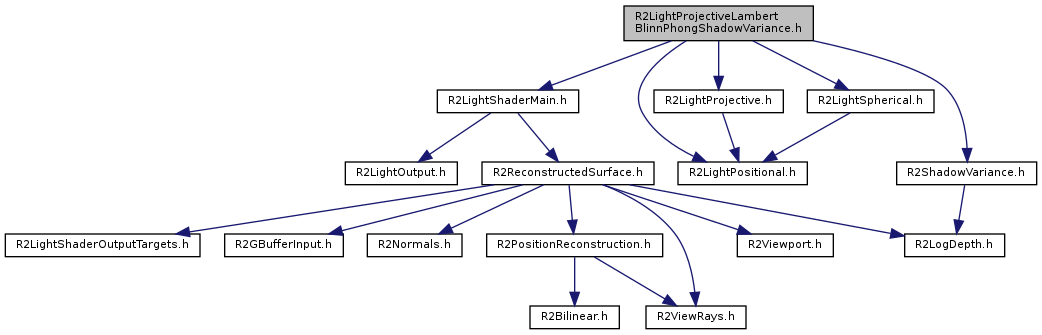 R2LightProjectiveLambert
BlinnPhongShadowVariance.h
R2LightShaderMain.h
R2LightProjective.h
R2LightSpherical.h
R2LightOutput.h
R2ReconstructedSurface.h
R2LightPositional.h
R2ShadowVariance.h
R2LightShaderOutputTargets.h
R2GBufferInput.h
R2Normals.h
R2PositionReconstruction.h
R2Viewport.h
R2LogDepth.h
R2Bilinear.h
R2ViewRays.h